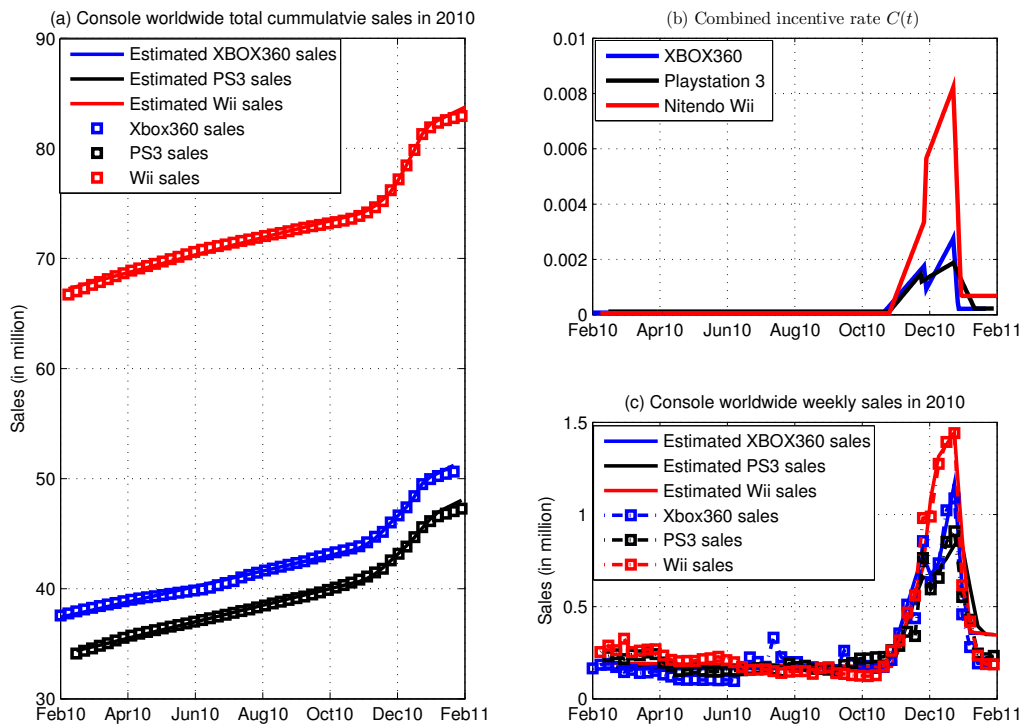 (a) Console worldwide total cummulatvie sales in 2010
90
80
70
60
50
40
30
Sales (in million)
Estimated XBOX360 sales
Estimated PS3 sales
Estimated Wii sales
Xbox360 sales
PS3 sales
Wii sales
Feb10 Apr10 Jun10 Aug10 Oct10 Dec10 Feb11
(b) Combined incentive rate C(t)
0.01
0.008
0.006
0.004
0.002
0
XBOX360
Playstation 3
Nitendo Wii
Feb10 Apr10 Jun10 Aug10 Oct10 Dec10 Feb11
(c) Console worldwide weekly sales in 2010
1.5
1
0.5
0
Sales (in million)
Estimated XBOX360 sales
Estimated PS3 sales
Estimated Wii sales
Xbox360 sales
PS3 sales
Wii sales
Feb10 Apr10 Jun10 Aug10 Oct10 Dec10 Feb11